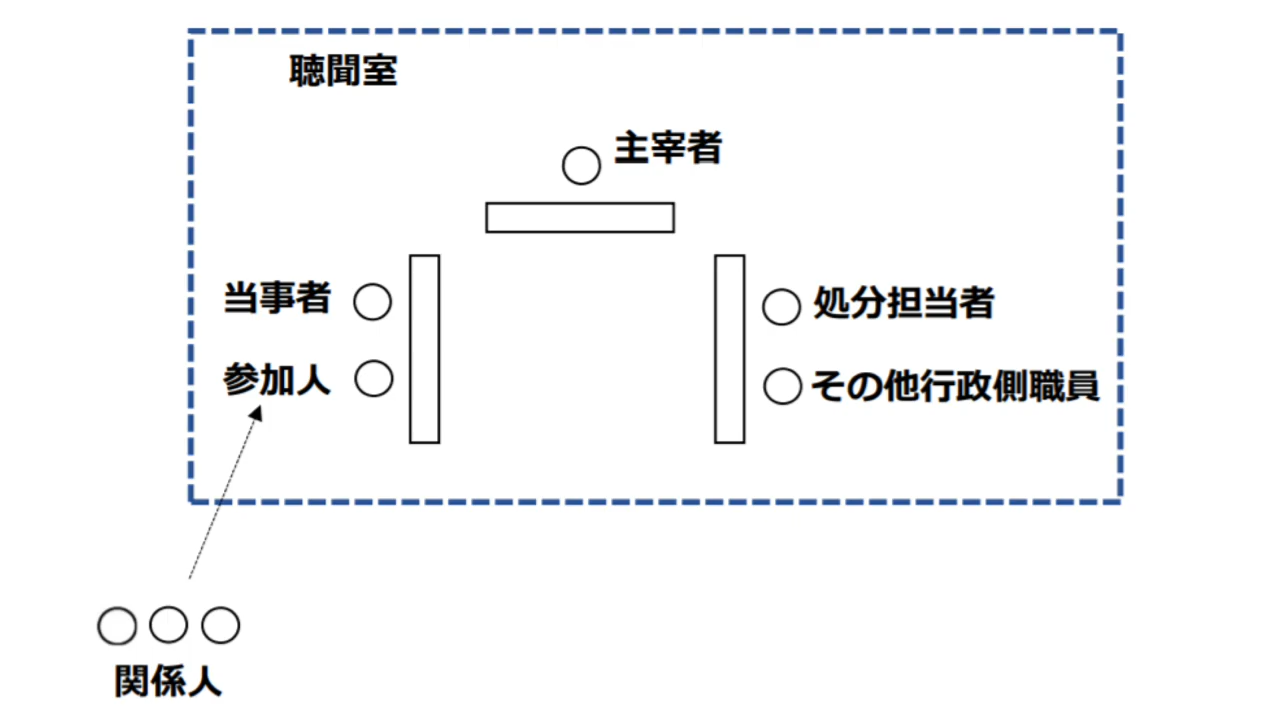 聴聞室
主宰者
当事者
処分担当者
参加人
その他行政側職員
関係人